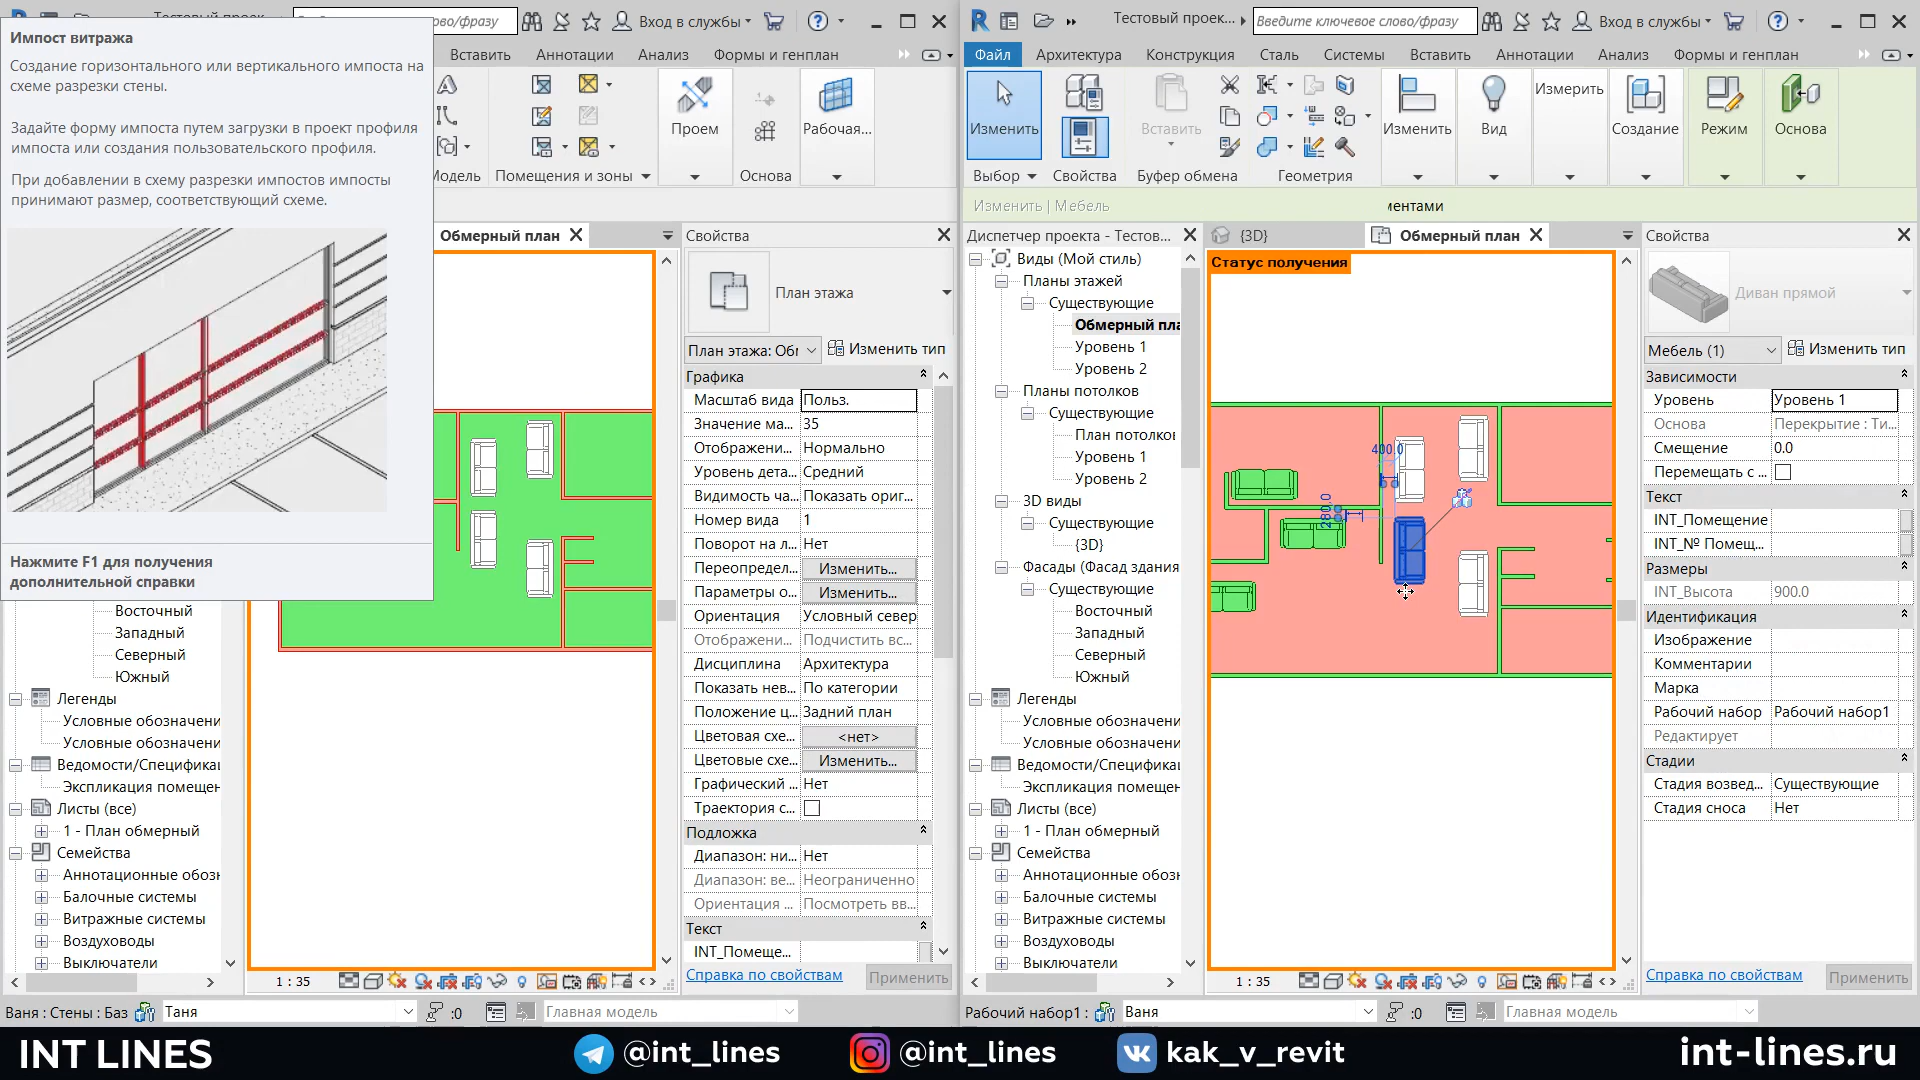 Импост витража
Создание горизонтального или вертикального импоста на
схеме разрезки стены.
Задайте форму импоста путем загрузки в проект профиля
импоста или создания пользовательского профиля.
При добавлении в схему разрезки импостов импосты
принимают размер, соответствующий схеме.
Нажмите F1 для получения
дополнительной справки
во/фразу
Вход в службы
Вставить Аннотации Анализ Формы и генплан
Проем
Рабочая...
Модель Помещения и зоны Основа
Обмерный план
Восточный
Западный
Северный
Южный
Легенды
Условные обозначени
Условные обозначени
Ведомости/Спецификац
Экспликация помещен
Листы (все)
1 - План обмерный
Семейства
Аннотационные обозн
Балочные системы
Витражные системы
Воздуховоды
Выключатели
1 : 35
Свойства
План этажа
План этажа: Обм
Изменить тип
Графика
Масштаб вида Польз.
Значение ма... 35
Отображени... Нормально
Уровень дета... Средний
Видимость ча... Показать ориг...
Номер вида 1
Поворот на л... Нет
Переопредел... Изменить...
Параметры о... Изменить...
Ориентация Условный север
Отображени... Подчистить вс...
Дисциплина Архитектура
Показать нев... По категории
Положение ц... Задний план
Цветовая схе... <нет>
Цветовые схе... Изменить...
Графический ... Нет
Траектория с...
Подложка
Диапазон: ни... Нет
Диапазон: ве... Неограниченно
Ориентация ... Посмотреть вв...
Текст
INT_Помеще...
Справка по свойствам Применить
Ваня : Стены : Баз Таня :0 Главная модель
Тестовый проек...
Введите ключевое слово/фразу
Вход в службы
Файл Архитектура Конструкция Сталь Системы Вставить Аннотации Анализ Формы и генплан
Изменить
Вставить
Изменить
Вид
Измерить
Создание
Режим
Основа
Выбор Свойства Буфер обмена Геометрия
Изменить | Мебель
ментами
Диспетчер проекта - Тестов...
Виды (Мой стиль)
Планы этажей
Существующие
Обмерный пла
Уровень 1
Уровень 2
Планы потолков
Существующие
План потолков
Уровень 1
Уровень 2
3D виды
Существующие
{3D}
Фасады (Фасад здания
Существующие
Восточный
Западный
Северный
Южный
Легенды
Условные обозначени
Условные обозначени
Ведомости/Спецификац
Экспликация помещен
Листы (все)
1 - План обмерный
Семейства
Аннотационные обозн
Балочные системы
Витражные системы
Воздуховоды
Выключатели
{3D} Обмерный план
Статус получения
400.0
280.0
1 : 35
Свойства
Диван прямой
Мебель (1) Изменить тип
Зависимости
Уровень Уровень 1
Основа Перекрытие : Ти...
Смещение 0.0
Перемещать с ...
Текст
INT_Помещение
INT_№ Помещ...
Размеры
INT_Высота 900.0
Идентификация
Изображение
Комментарии
Марка
Рабочий набор Рабочий набор1
Редактирует
Стадии
Стадия возвед... Существующие
Стадия сноса Нет
Справка по свойствам Применить
Рабочий набор1 : Ваня :0 Главная модель
INT LINES @int_lines @int_lines kak_v_revit int-lines.ru